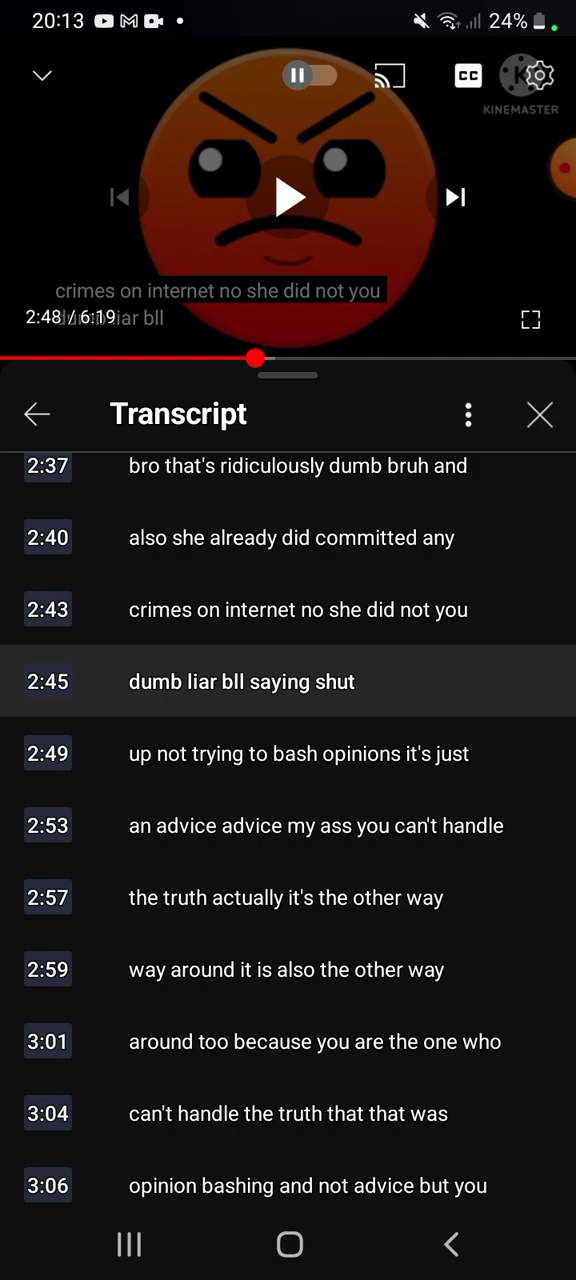 20:13
24%
CC
KINEMASTER
crimes on internet no she did not you
dumb liar bll
2:48 / 6:19
Transcript
2:37 bro that's ridiculously dumb bruh and
2:40 also she already did committed any
2:43 crimes on internet no she did not you
2:45 dumb liar bll saying shut
2:49 up not trying to bash opinions it's just
2:53 an advice advice my ass you can't handle
2:57 the truth actually it's the other way
2:59 way around it is also the other way
3:01 around too because you are the one who
3:04 can't handle the truth that that was
3:06 opinion bashing and not advice but you